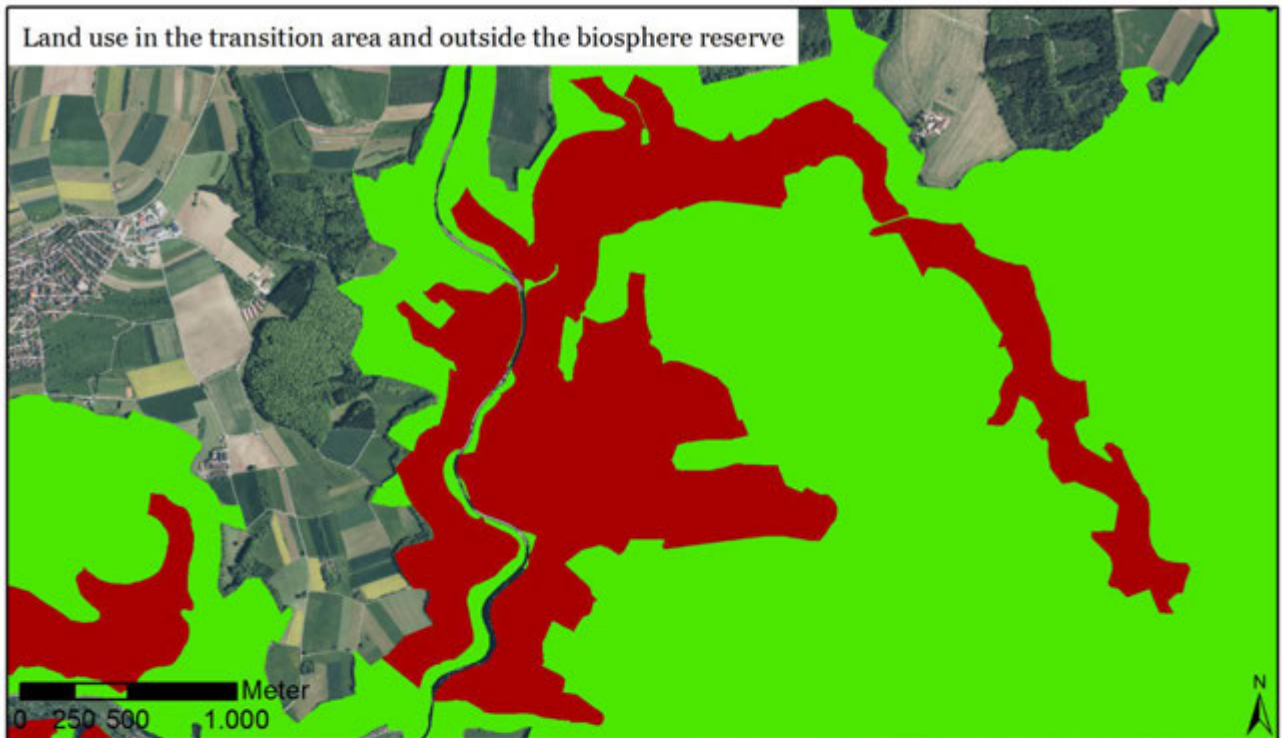 Land use in the transition area and outside the biosphere reserve
Meter
0 250 500 1.000
N